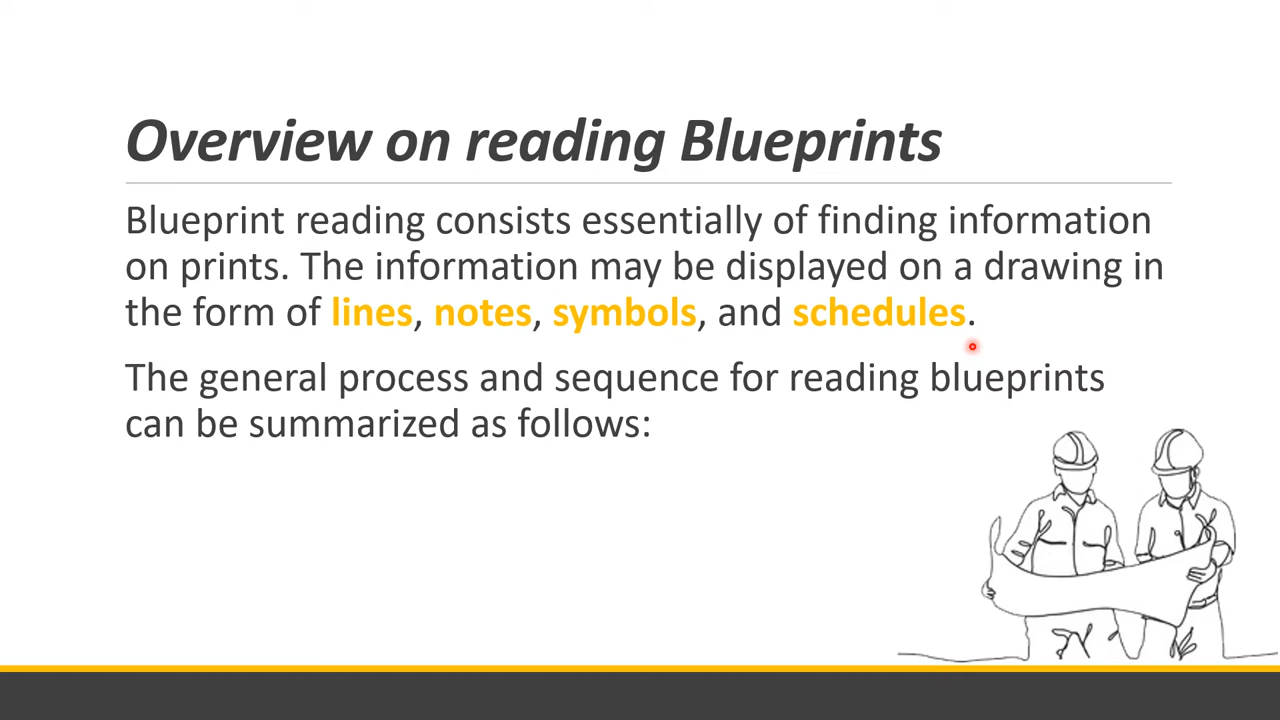 Overview on reading Blueprints
Blueprint reading consists essentially of finding information
on prints. The information may be displayed on a drawing in
the form of lines, notes, symbols, and schedules.
The general process and sequence for reading blueprints
can be summarized as follows: